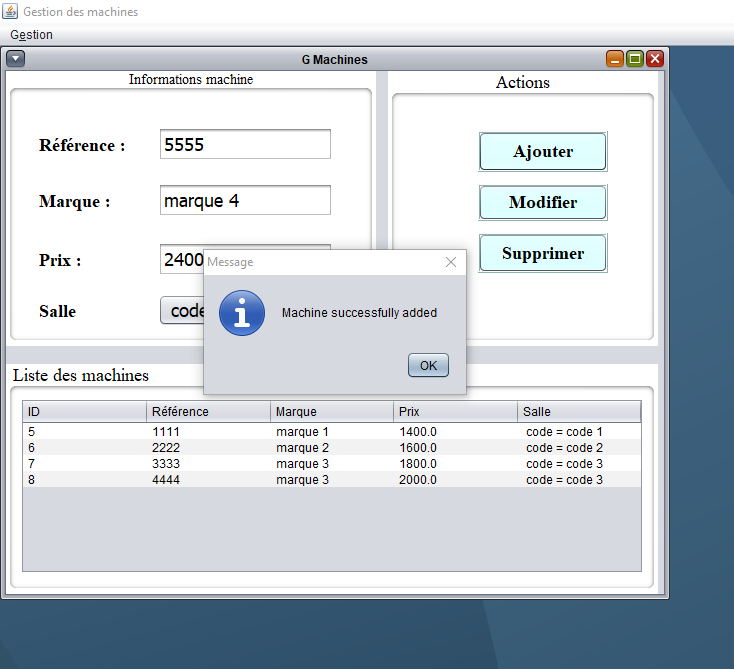 Gestion des machines
Gestion
G Machines
Informations machine
Référence :
5555
Marque :
marque 4
Prix :
2400
Salle
code
Actions
Ajouter
Modifier
Supprimer
Message
Machine successfully added
OK
Liste des machines
ID Référence Marque Prix Salle
5 1111 marque 1 1400.0 code = code 1
6 2222 marque 2 1600.0 code = code 2
7 3333 marque 3 1800.0 code = code 3
8 4444 marque 3 2000.0 code = code 3